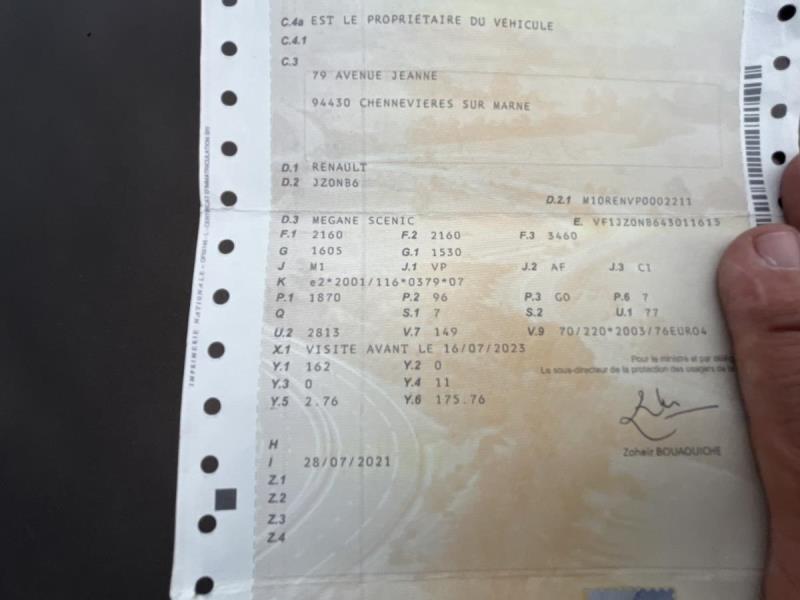 C.4a EST LE PROPRIÉTAIRE DU VÉHICULE
C.4.1
C.3
79 AVENUE JEANNE
94430 CHENNEVIERES SUR MARNE
D.1 RENAULT
D.2 JZONB6
D.2.1 M10RENVP0002211
D.3 MEGANE SCENIC E. VF1JZONB643011615
F.1 2160 F.2 2160 F.3 3460
G 1605 G.1 1530
J M1 J.1 VP J.2 AF J.3 CI
K e2*2001/116*0379*07
P.1 1870 P.2 96 P.3 GO P.6 7
Q S.1 7 S.2 U.1 77
U.2 2813 V.7 149 V.9 70/220*2003/76EURO4
X.1 VISITE AVANT LE 16/07/2023
Pour le ministre et par
Y.1 162 Y.2 0
La sous-directeur de la protection des usagers de
Y.3 0 Y.4 11
Y.5 2.76 Y.6 175.76
Zoheir BOUAOUICHE
H
I 28/07/2021
Z.1
Z.2
Z.3
Z.4
IMPRIMERIE NATIONALE